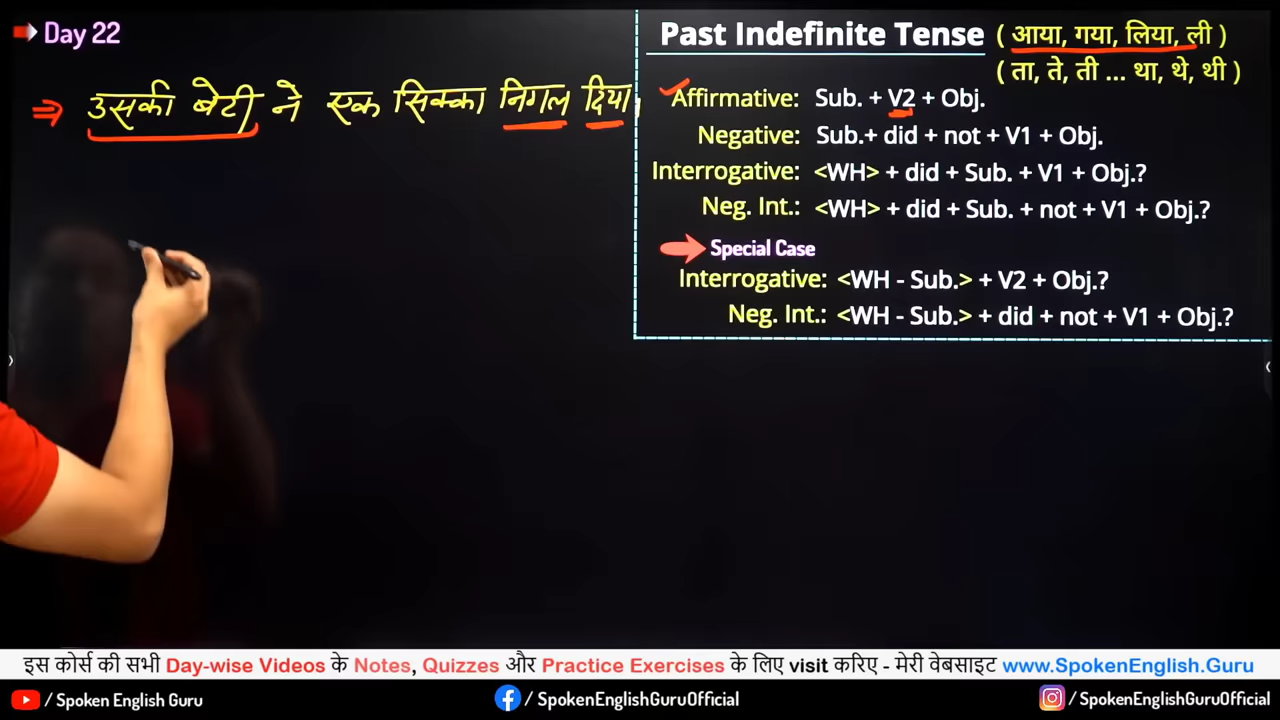 Day 22
⇒ उसकी बेटी ने एक सिक्का निगल दिया।
Past Indefinite Tense ( आया, गया, लिया, ली )
( ता, ते, ती ... था, थे, थी )
Affirmative: Sub. + V2 + Obj.
Negative: Sub.+ did + not + V1 + Obj.
Interrogative: <WH> + did + Sub. + V1 + Obj.?
Neg. Int.: <WH> + did + Sub. + not + V1 + Obj.?
Special Case
Interrogative: <WH - Sub.> + V2 + Obj.?
Neg. Int.: <WH - Sub.> + did + not + V1 + Obj.?
इस कोर्स की सभी Day-wise Videos के Notes, Quizzes और Practice Exercises के लिए visit करिए - मेरी वेबसाइट www.SpokenEnglish.Guru
/ Spoken English Guru
/ SpokenEnglishGuruOfficial
/ SpokenEnglishGuruOfficial